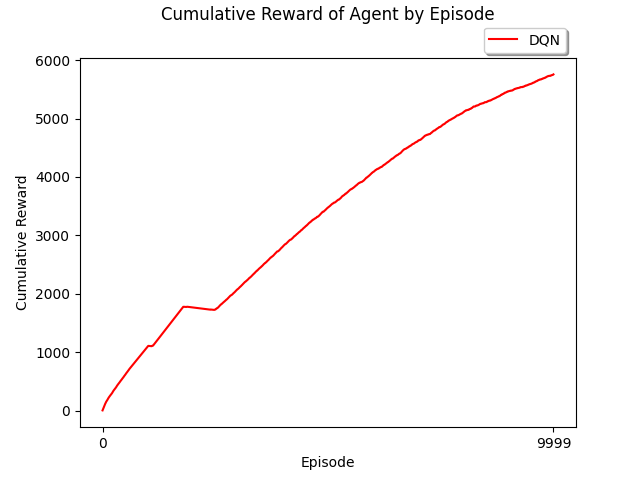 Cumulative Reward of Agent by Episode
DQN
6000
5000
4000
3000
2000
1000
0
Cumulative Reward
0
9999
Episode